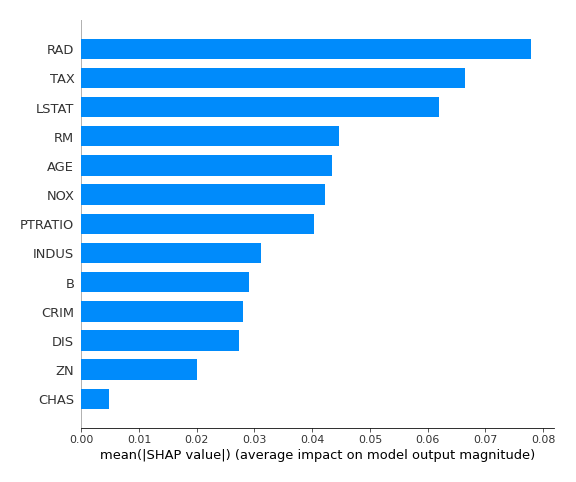 RAD
TAX
LSTAT
RM
AGE
NOX
PTRATIO
INDUS
B
CRIM
DIS
ZN
CHAS
0.00 0.01 0.02 0.03 0.04 0.05 0.06 0.07 0.08
mean(|SHAP value|) (average impact on model output magnitude)